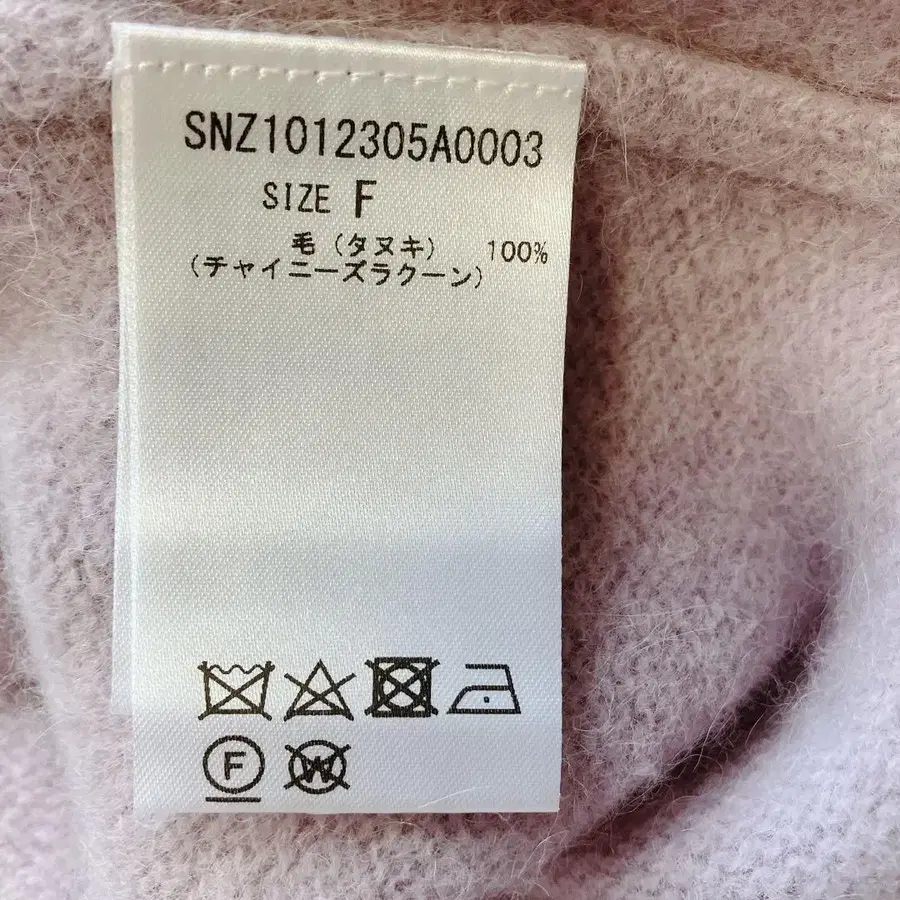 SNZ1012305A0003
SIZE F
毛（タヌキ） 100%
（チャイニーズラクーン）
F W